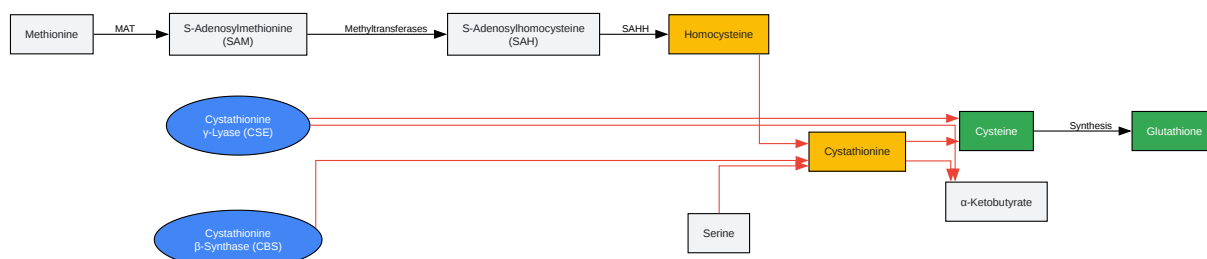 Methionine
MAT
S-Adenosylmethionine
(SAM)
Methyltransferases
S-Adenosylhomocysteine
(SAH)
SAHH
Homocysteine
Cystathionine
γ-Lyase (CSE)
Cysteine
Synthesis
Glutathione
Cystathionine
α-Ketobutyrate
Cystathionine
β-Synthase (CBS)
Serine